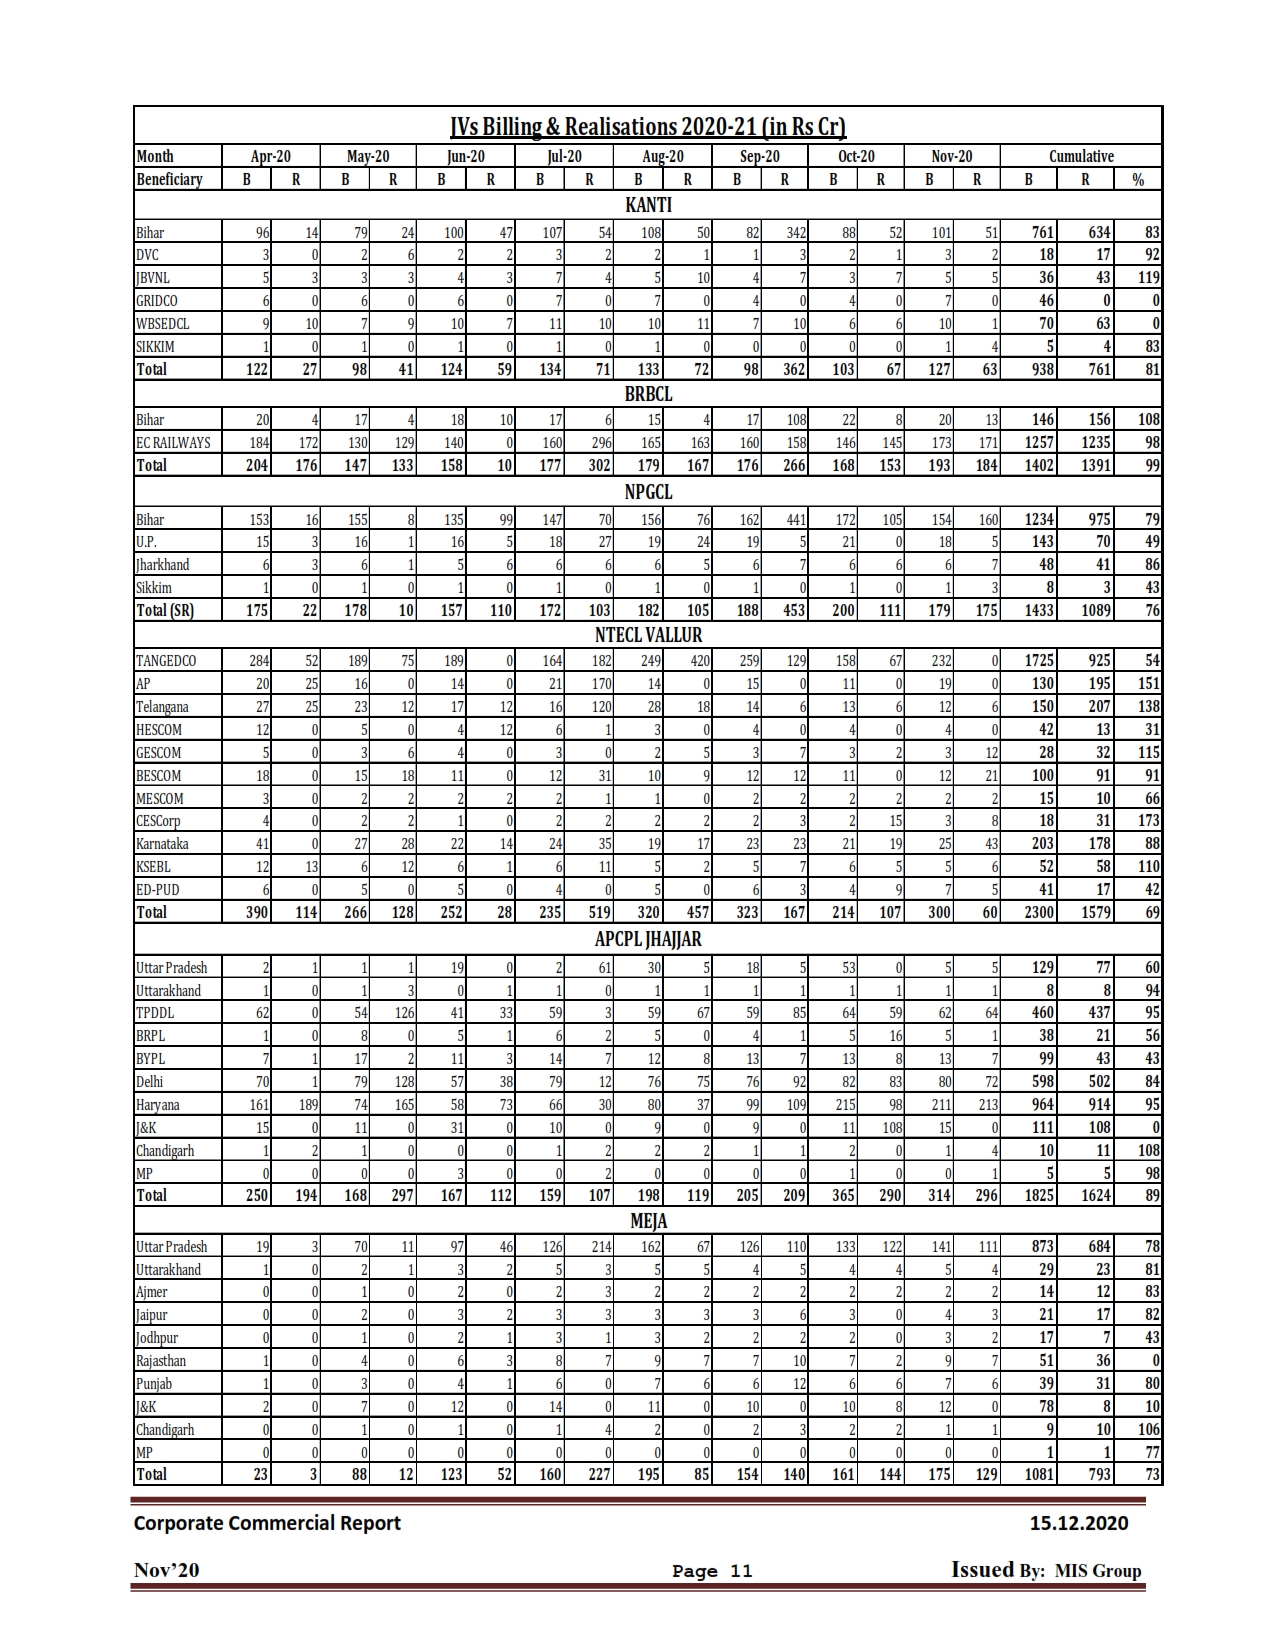 JVs Billing & Realisations 2020-21 (in Rs Cr)
Month Apr-20 May-20 Jun-20 Jul-20 Aug-20 Sep-20 Oct-20 Nov-20 Cumulative
Beneficiary B R B R B R B R B R B R B R B R B R %
KANTI
Bihar 96 14 79 24 100 47 107 54 108 50 82 342 88 52 101 51 761 634 83
DVC 3 0 2 6 2 2 3 2 2 1 1 3 2 1 3 2 18 17 92
JBVNL 5 3 3 3 4 3 7 4 5 10 4 7 3 7 5 5 36 43 119
GRIDCO 6 0 6 0 6 0 7 0 7 0 4 0 4 0 7 0 46 0 0
WBSEDCL 9 10 7 9 10 7 11 10 10 11 7 10 6 6 10 1 70 63 0
SIKKIM 1 0 1 0 1 0 1 0 1 0 0 0 0 0 1 4 5 4 83
Total 122 27 98 41 124 59 134 71 133 72 98 362 103 67 127 63 938 761 81
BRBCL
Bihar 20 4 17 4 18 10 17 6 15 4 17 108 22 8 20 13 146 156 108
EC RAILWAYS 184 172 130 129 140 0 160 296 165 163 160 158 146 145 173 171 1257 1235 98
Total 204 176 147 133 158 10 177 302 179 167 176 266 168 153 193 184 1402 1391 99
NPGCL
Bihar 153 16 155 8 135 99 147 70 156 76 162 441 172 105 154 160 1234 975 79
U.P. 15 3 16 1 16 5 18 27 19 24 19 5 21 0 18 5 143 70 49
Jharkhand 6 3 6 1 5 6 6 6 6 5 6 7 6 6 6 7 48 41 86
Sikkim 1 0 1 0 1 0 1 0 1 0 1 0 1 0 1 3 8 3 43
Total (SR) 175 22 178 10 157 110 172 103 182 105 188 453 200 111 179 175 1433 1089 76
NTECL VALLUR
TANGEDCO 284 52 189 75 189 0 164 182 249 420 259 129 158 67 232 0 1725 925 54
AP 20 25 16 0 14 0 21 170 14 0 15 0 11 0 19 0 130 195 151
Telangana 27 25 23 12 17 12 16 120 28 18 14 6 13 6 12 6 150 207 138
HESCOM 12 0 5 0 4 12 6 1 3 0 4 0 4 0 4 0 42 13 31
GESCOM 5 0 3 6 4 0 3 0 2 5 3 7 3 2 3 12 28 32 115
BESCOM 18 0 15 18 11 0 12 31 10 9 12 12 11 0 12 21 100 91 91
MESCOM 3 0 2 2 2 2 2 1 1 0 2 2 2 2 2 2 15 10 66
CESCorp 4 0 2 2 1 0 2 2 2 2 2 3 2 15 3 8 18 31 173
Karnataka 41 0 27 28 22 14 24 35 19 17 23 23 21 19 25 43 203 178 88
KSEBL 12 13 6 12 6 1 6 11 5 2 5 7 6 5 5 6 52 58 110
ED-PUD 6 0 5 0 5 0 4 0 5 0 6 3 4 9 7 5 41 17 42
Total 390 114 266 128 252 28 235 519 320 457 323 167 214 107 300 60 2300 1579 69
APCPL JHAJJAR
Uttar Pradesh 2 1 1 1 19 0 2 61 30 5 18 5 53 0 5 5 129 77 60
Uttarakhand 1 0 1 3 0 1 1 0 1 1 1 1 1 1 1 1 8 8 94
TPDDL 62 0 54 126 41 33 59 3 59 67 59 85 64 59 62 64 460 437 95
BRPL 1 0 8 0 5 1 6 2 5 0 4 1 5 16 5 1 38 21 56
BYPL 7 1 17 2 11 3 14 7 12 8 13 7 13 8 13 7 99 43 43
Delhi 70 1 79 128 57 38 79 12 76 75 76 92 82 83 80 72 598 502 84
Haryana 161 189 74 165 58 73 66 30 80 37 99 109 215 98 211 213 964 914 95
J&K 15 0 11 0 31 0 10 0 9 0 9 0 11 108 15 0 111 108 0
Chandigarh 1 2 1 0 0 0 1 2 2 2 1 1 2 0 1 4 10 11 108
MP 0 0 0 0 3 0 0 2 0 0 0 0 1 0 0 1 5 5 98
Total 250 194 168 297 167 112 159 107 198 119 205 209 365 290 314 296 1825 1624 89
MEJA
Uttar Pradesh 19 3 70 11 97 46 126 214 162 67 126 110 133 122 141 111 873 684 78
Uttarakhand 1 0 2 1 3 2 5 3 5 5 4 5 4 4 5 4 29 23 81
Ajmer 0 0 1 0 2 0 2 3 2 2 2 2 2 2 2 2 14 12 83
Jaipur 0 0 2 0 3 2 3 3 3 3 3 6 3 0 4 3 21 17 82
Jodhpur 0 0 1 0 2 1 3 1 3 2 2 2 2 0 3 2 17 7 43
Rajasthan 1 0 4 0 6 3 8 7 9 7 7 10 7 2 9 7 51 36 0
Punjab 1 0 3 0 4 1 6 0 7 6 6 12 6 6 7 6 39 31 80
J&K 2 0 7 0 12 0 14 0 11 0 10 0 10 8 12 0 78 8 10
Chandigarh 0 0 1 0 1 0 1 4 2 0 2 3 2 2 1 1 9 10 106
MP 0 0 0 0 0 0 0 0 0 0 0 0 0 0 0 0 1 1 77
Total 23 3 88 12 123 52 160 227 195 85 154 140 161 144 175 129 1081 793 73
Corporate Commercial Report 15.12.2020
Nov’20 Page 11 Issued By: MIS Group